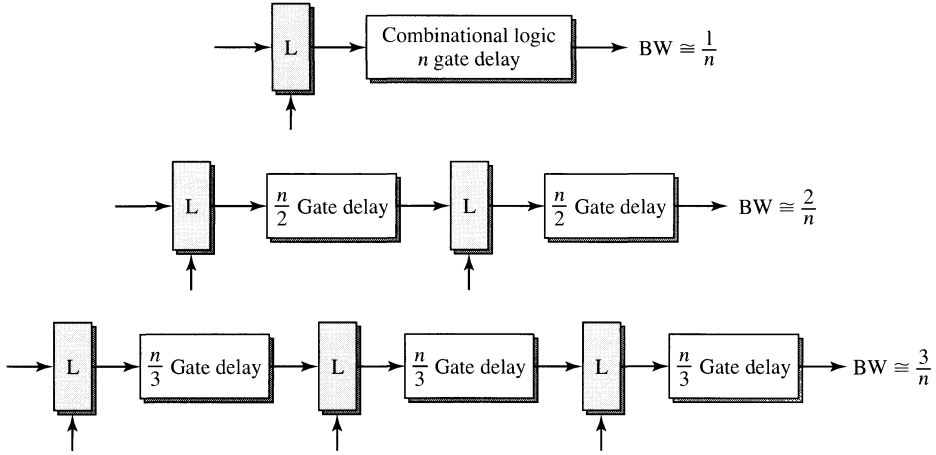 L
Combinational logic
n gate delay
BW ≅ 1/n
L
n/2 Gate delay
L
n/2 Gate delay
BW ≅ 2/n
L
n/3 Gate delay
L
n/3 Gate delay
L
n/3 Gate delay
BW ≅ 3/n